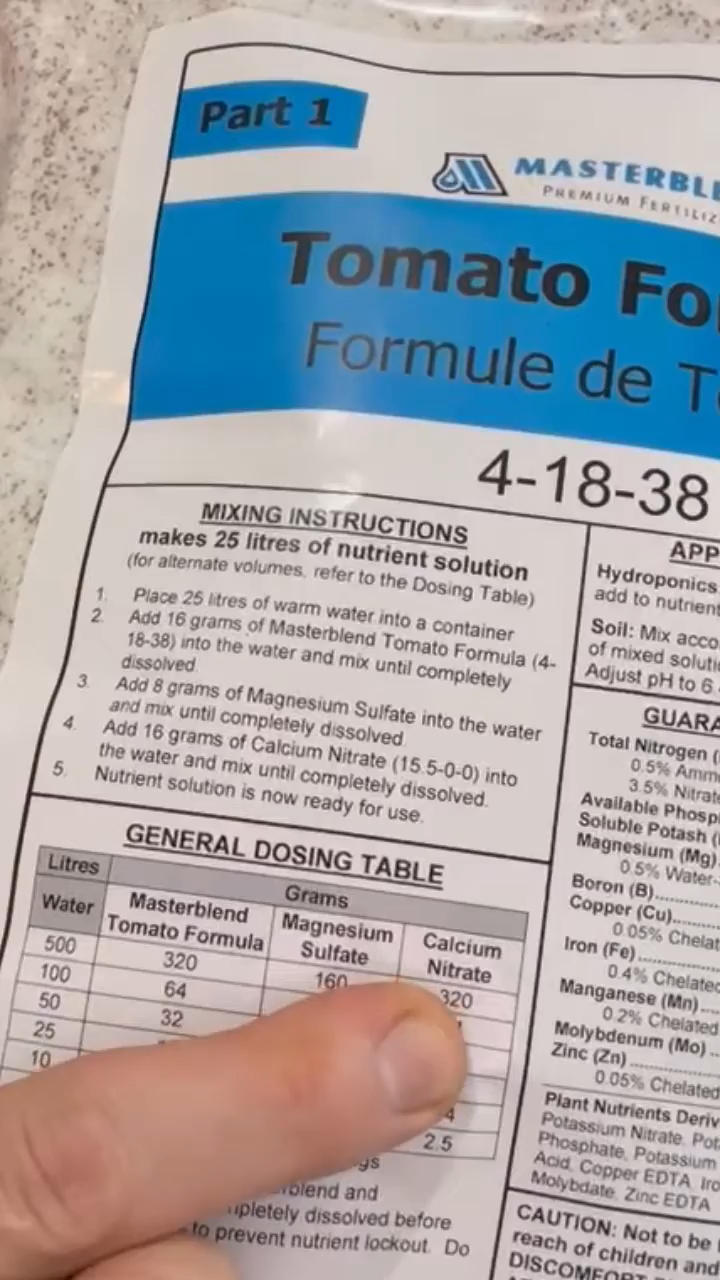 Part 1
MASTERBLE
PREMIUM FERTILIZ
Tomato Fo
Formule de T
4-18-38
MIXING INSTRUCTIONS
makes 25 litres of nutrient solution
(for alternate volumes, refer to the Dosing Table)
1. Place 25 litres of warm water into a container
2. Add 16 grams of Masterblend Tomato Formula (4-
18-38) into the water and mix until completely
dissolved.
3. Add 8 grams of Magnesium Sulfate into the water
and mix until completely dissolved.
4. Add 16 grams of Calcium Nitrate (15.5-0-0) into
the water and mix until completely dissolved.
5. Nutrient solution is now ready for use.
GENERAL DOSING TABLE
Litres Grams
Water Masterblend Tomato Formula Magnesium Sulfate Calcium Nitrate
500 320 160 320
100 64
50 32
25
10
4
2.5
gs
blend and
mpletely dissolved before
to prevent nutrient lockout. Do
APP
Hydroponics
add to nutrient
Soil: Mix acco
of mixed soluti
Adjust pH to 6.
GUARA
Total Nitrogen (
0.5% Ammo
3.5% Nitrate
Available Phosp
Soluble Potash (
Magnesium (Mg)
0.5% Water-
Boron (B)
Copper (Cu)
0.05% Chelat
Iron (Fe)
0.4% Chelated
Manganese (Mn)
0.2% Chelated
Molybdenum (Mo)
Zinc (Zn)
0.05% Chelated
Plant Nutrients Deriv
Potassium Nitrate, Pota
Phosphate, Potassium
Acid, Copper EDTA, Iro
Molybdate, Zinc EDTA
CAUTION: Not to be
reach of children and
DISCOMFORT